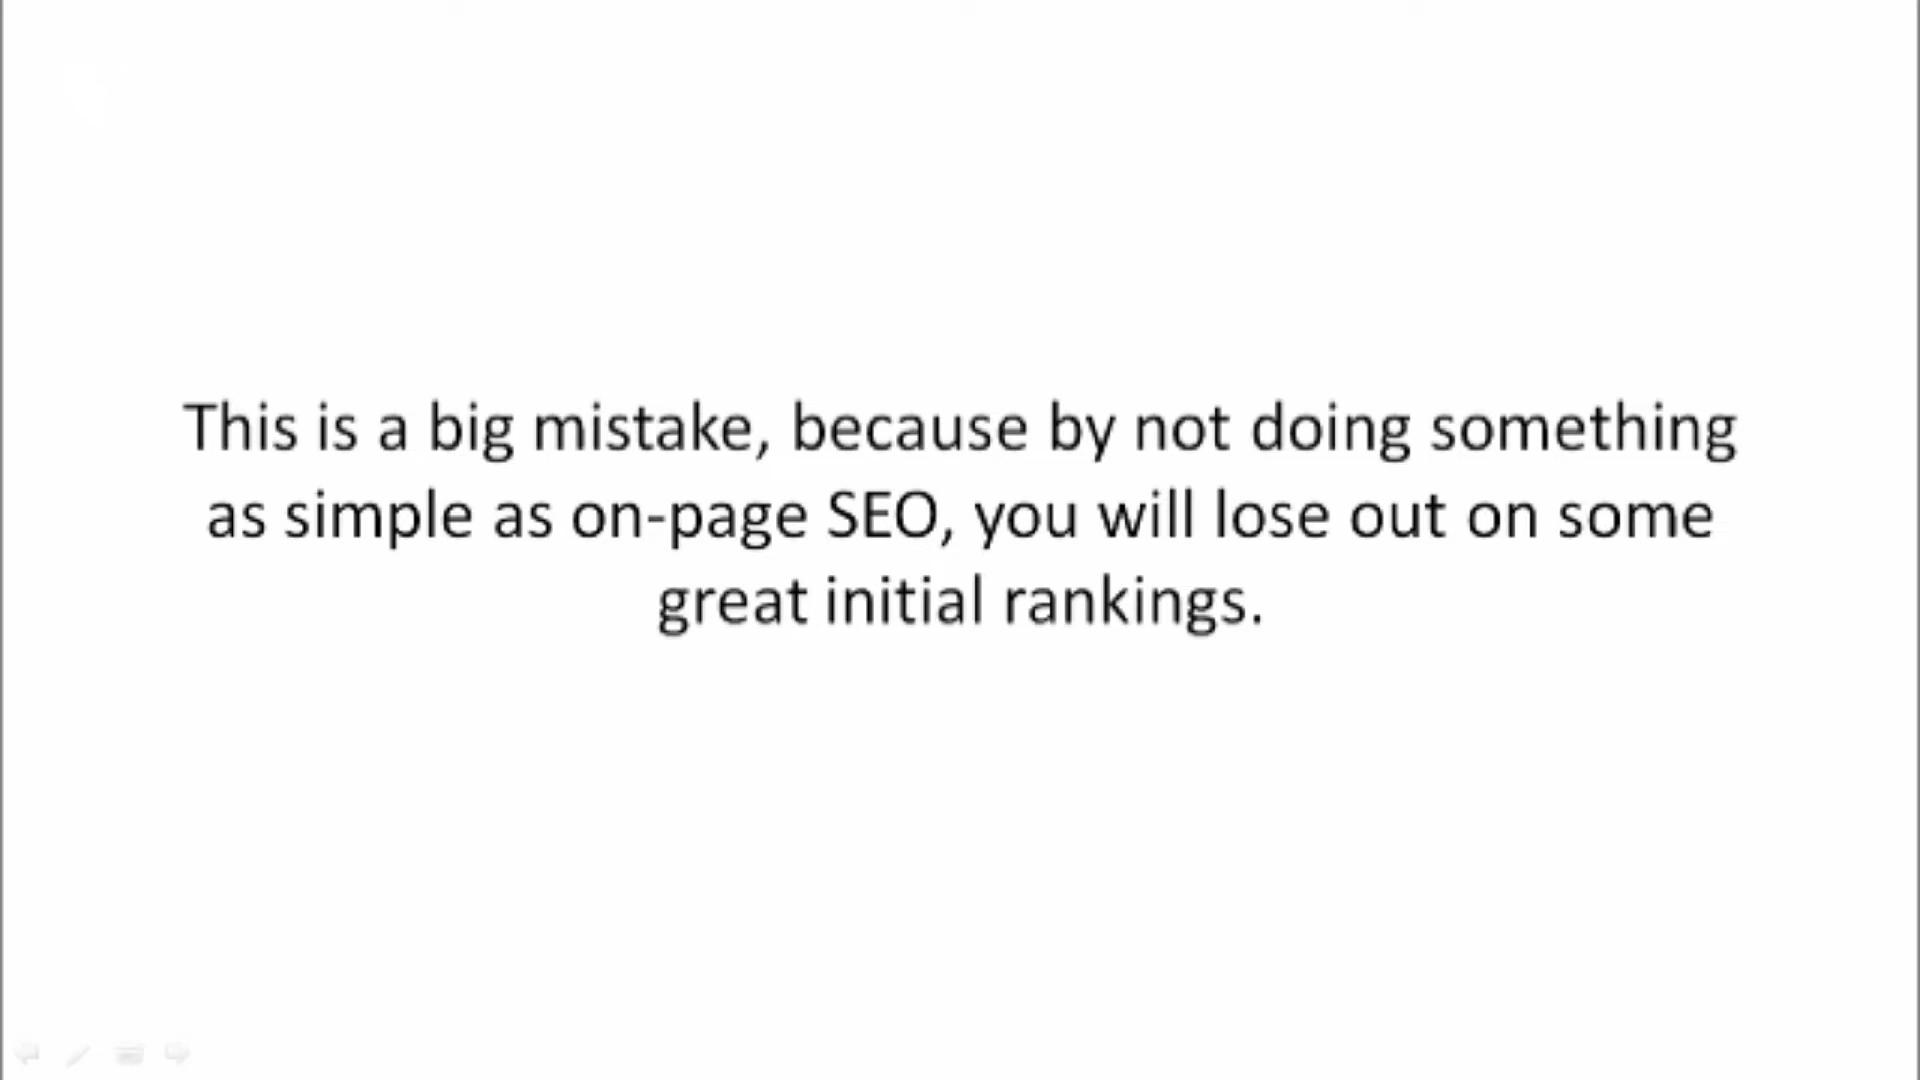 This is a big mistake, because by not doing something
as simple as on-page SEO, you will lose out on some
great initial rankings.